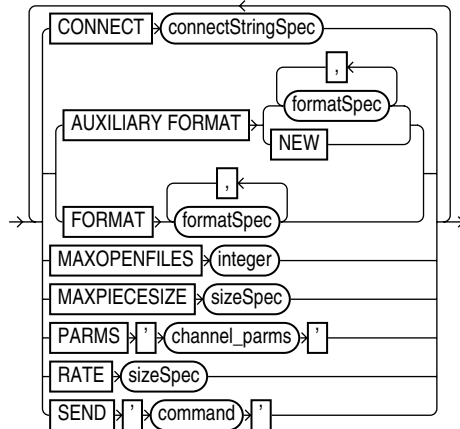 CONNECT connectStringSpec
,
formatSpec
AUXILIARY FORMAT
NEW
,
FORMAT formatSpec
MAXOPENFILES integer
MAXPIECESIZE sizeSpec
PARMS ' channel_parms '
RATE sizeSpec
SEND ' command '